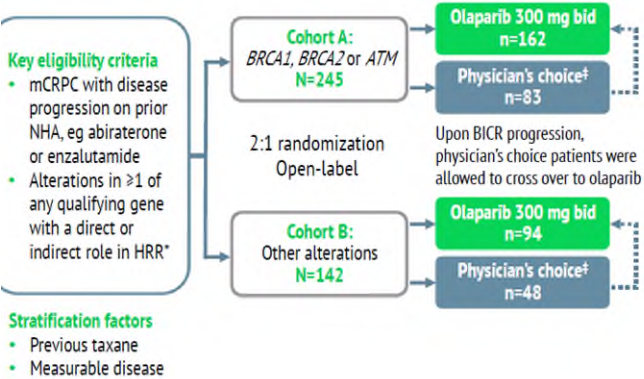 Key eligibility criteria
• mCRPC with disease
progression on prior
NHA, eg abiraterone
or enzalutamide
• Alterations in ≥1 of
any qualifying gene
with a direct or
indirect role in HRR*
Stratification factors
• Previous taxane
• Measurable disease
Cohort A:
BRCA1, BRCA2 or ATM
N=245
2:1 randomization
Open-label
Cohort B:
Other alterations
N=142
Olaparib 300 mg bid
n=162
Physician's choice‡
n=83
Upon BICR progression,
physician's choice patients were
allowed to cross over to olaparib
Olaparib 300 mg bid
n=94
Physician's choice‡
n=48